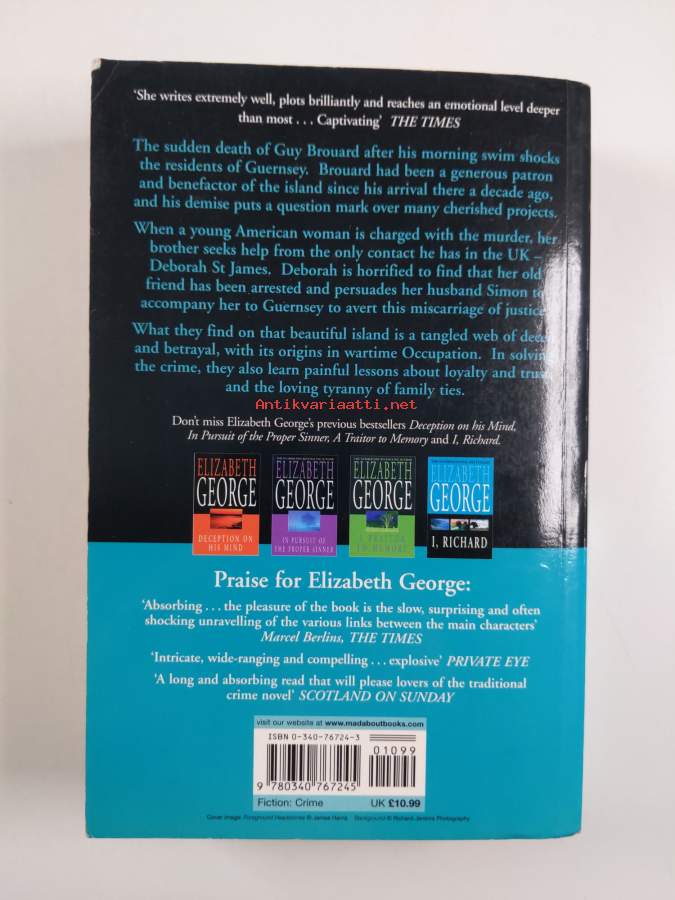 ‘She writes extremely well, plots brilliantly and reaches an emotional level deeper
than most . . . Captivating’ THE TIMES
The sudden death of Guy Brouard after his morning swim shocks
the residents of Guernsey. Brouard had been a generous patron
and benefactor of the island since his arrival there a decade ago,
and his demise puts a question mark over many cherished projects.
When a young American woman is charged with the murder, her
brother seeks help from the only contact he has in the UK –
Deborah St James. Deborah is horrified to find that her old
friend has been arrested and persuades her husband Simon to
accompany her to Guernsey to avert this miscarriage of justice.
What they find on that beautiful island is a tangled web of dece
and betrayal, with its origins in wartime Occupation. In solving
the crime, they also learn painful lessons about loyalty and trust
and the loving tyranny of family ties.
Antikvariaatti.net
Don’t miss Elizabeth George’s previous bestsellers Deception on his Mind,
In Pursuit of the Proper Sinner, A Traitor to Memory and I, Richard.
ELIZABETH
GEORGE
DECEPTION ON
HIS MIND
ELIZABETH
GEORGE
IN PURSUIT OF
THE PROPER SINNER
ELIZABETH
GEORGE
A TRAITOR
TO MEMORY
ELIZABETH
GEORGE
I, RICHARD
Praise for Elizabeth George:
‘Absorbing . . . the pleasure of the book is the slow, surprising and often
shocking unravelling of the various links between the main characters’
Marcel Berlins, THE TIMES
‘Intricate, wide-ranging and compelling . . . explosive’ PRIVATE EYE
‘A long and absorbing read that will please lovers of the traditional
crime novel’ SCOTLAND ON SUNDAY
visit our website at www.madaboutbooks.com
ISBN 0-340-76724-3
01099
9 780340 767245
Fiction: Crime UK £10.99
Cover image: Foreground Headstones © James Harris Background © Richard Jenkins Photography